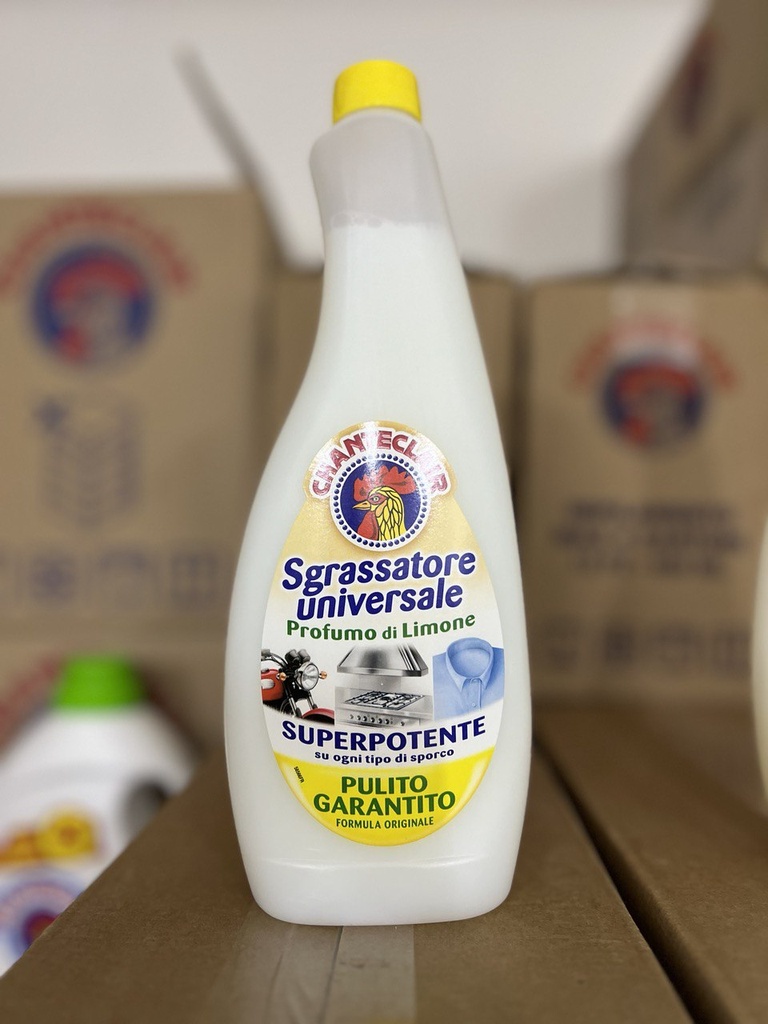 CHANTECLAIR
Sgrassatore
universale
Profumo di Limone
SUPERPOTENTE
su ogni tipo di sporco
PULITO
GARANTITO
FORMULA ORIGINALE